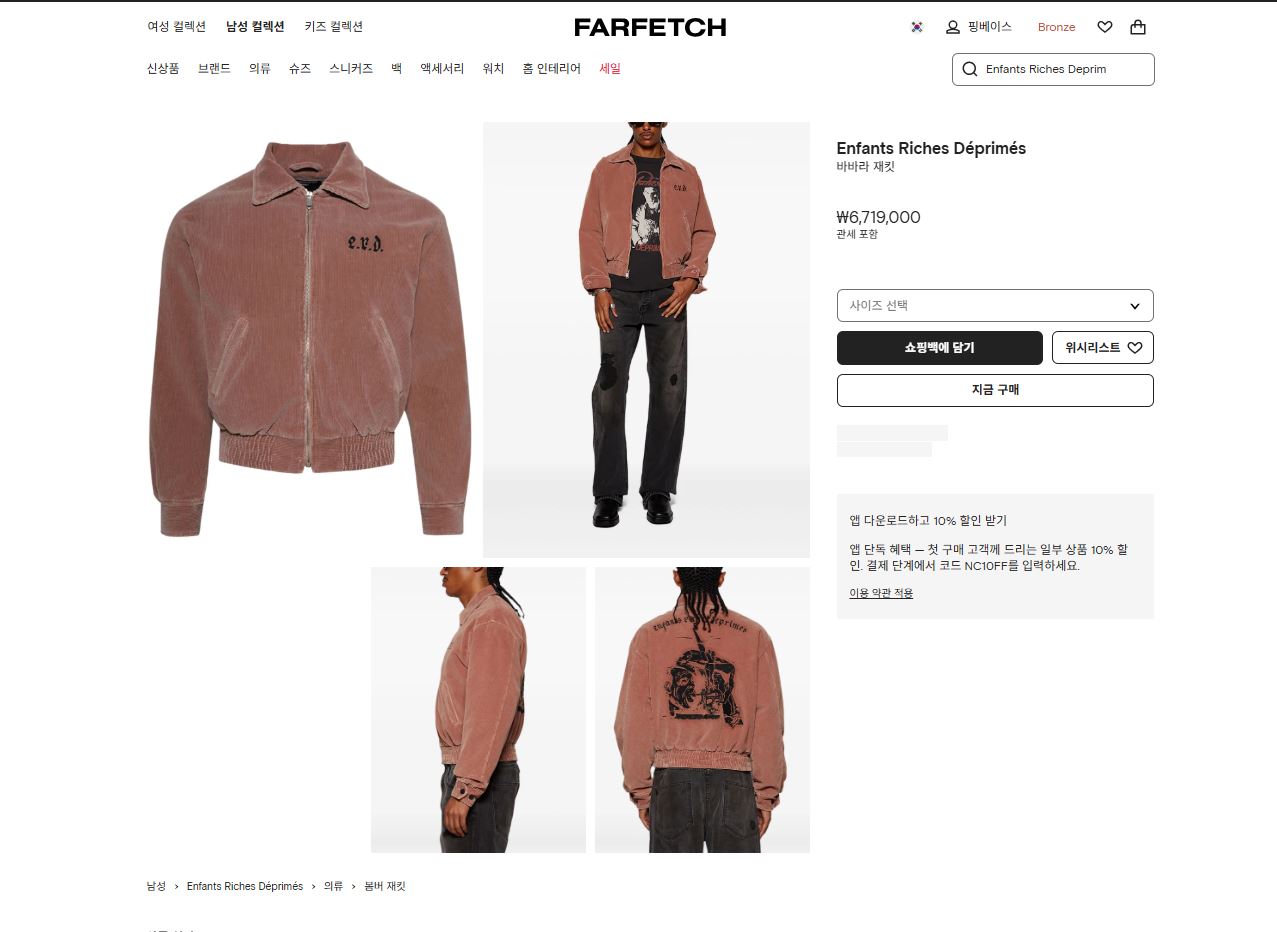 여성 컬렉션 남성 컬렉션 키즈 컬렉션
FARFETCH
핑베이스 Bronze
신상품 브랜드 의류 슈즈 스니커즈 백 액세서리 워치 홈 인테리어 세일
Enfants Riches Deprim
Enfants Riches Déprimés
바바라 재킷
₩6,719,000
관세 포함
사이즈 선택
쇼핑백에 담기
위시리스트
지금 구매
앱 다운로드하고 10% 할인 받기
앱 단독 혜택 — 첫 구매 고객께 드리는 일부 상품 10% 할
인. 결제 단계에서 코드 NC10FF를 입력하세요.
이용 약관 적용
e.r.d.
남성 › Enfants Riches Déprimés › 의류 › 봄버 재킷